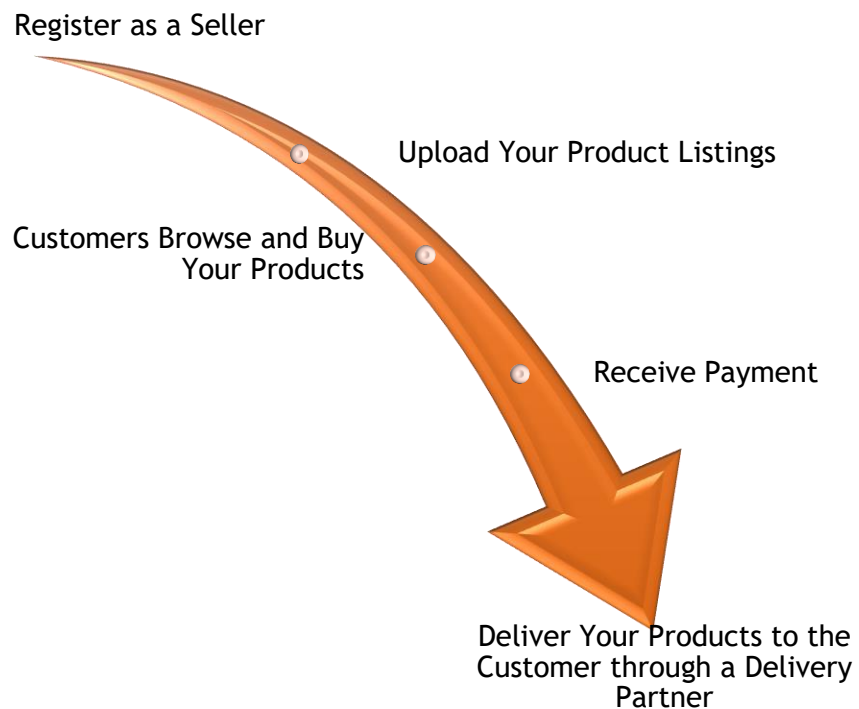 Register as a Seller
Upload Your Product Listings
Customers Browse and Buy
Your Products
Receive Payment
Deliver Your Products to the
Customer through a Delivery
Partner